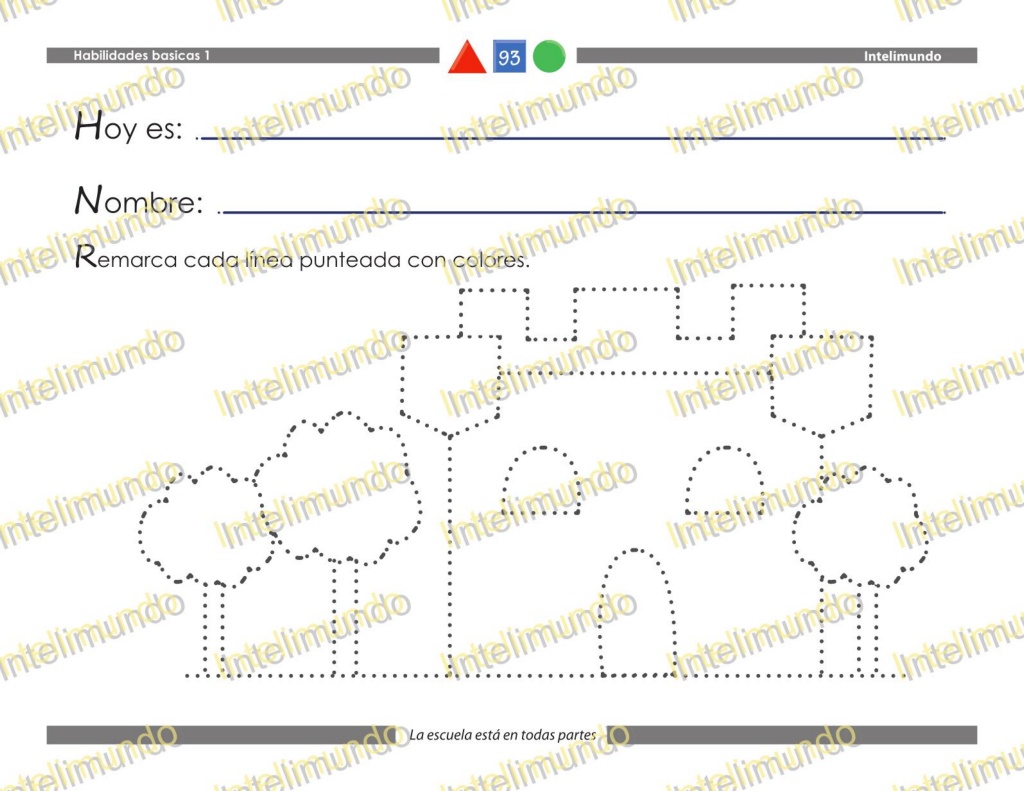 Habilidades basicas 1
93
Intelimundo
Hoy es:
Nombre:
Remarca cada línea punteada con colores.
La escuela está en todas partes
Intelimundo